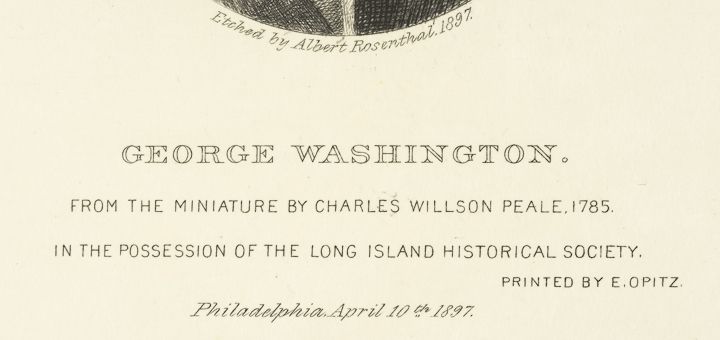 Etched by Albert Rosenthal. 1897.
GEORGE WASHINGTON.
FROM THE MINIATURE BY CHARLES WILLSON PEALE, 1785.
IN THE POSSESSION OF THE LONG ISLAND HISTORICAL SOCIETY.
PRINTED BY E. OPITZ.
Philadelphia, April 10th 1897.